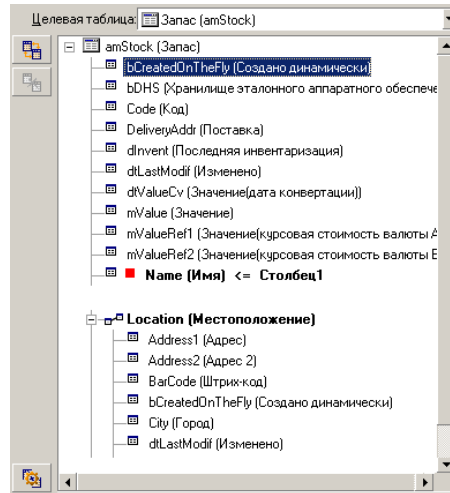 Целевая таблица: Запас (amStock)
amStock (Запас)
bCreatedOnTheFly (Создано динамически)
bDHS (Хранилище эталонного аппаратного обеспече
Code (Код)
DeliveryAddr (Поставка)
dInvent (Последняя инвентаризация)
dtLastModif (Изменено)
dtValueCv (Значение(дата конвертации))
mValue (Значение)
mValueRef1 (Значение(курсовая стоимость валюты А
mValueRef2 (Значение(курсовая стоимость валюты Е
Name (Имя) <= Столбец1
Location (Местоположение)
Address1 (Адрес)
Address2 (Адрес 2)
BarCode (Штрих-код)
bCreatedOnTheFly (Создано динамически)
City (Город)
dtLastModif (Изменено)